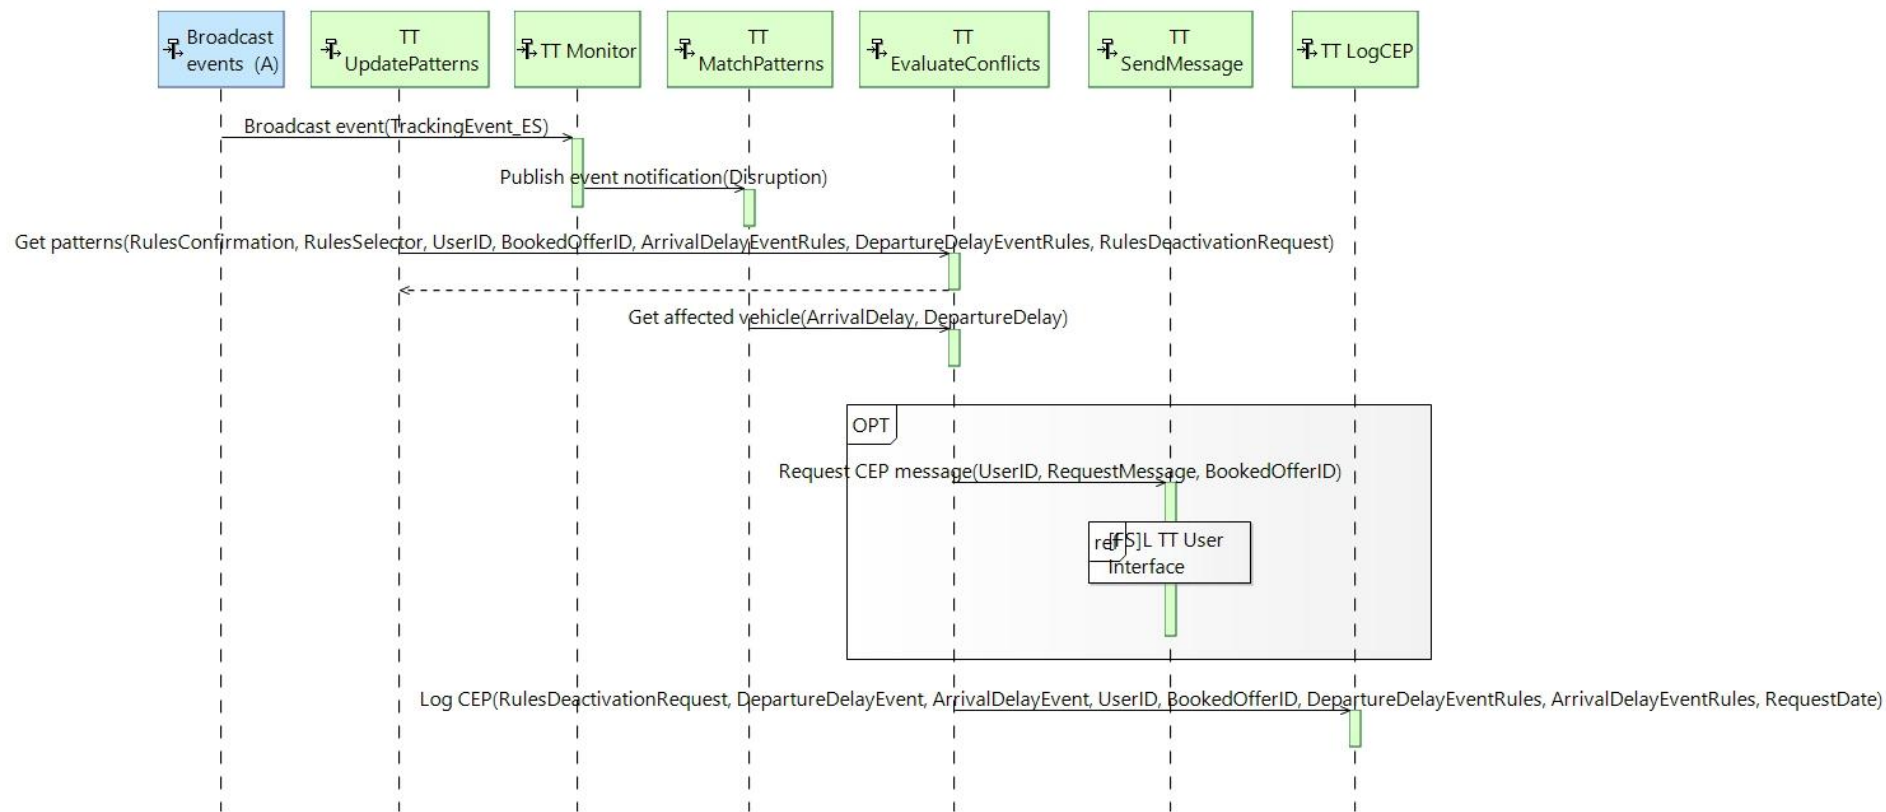 Broadcast
events (A)
TT
UpdatePatterns
TT Monitor
TT
MatchPatterns
TT
EvaluateConflicts
TT
SendMessage
TT LogCEP
Broadcast event(TrackingEvent_ES)
Publish event notification(Disruption)
Get patterns(RulesConfirmation, RulesSelector, UserID, BookedOfferID, ArrivalDelayEventRules, DepartureDelayEventRules, RulesDeactivationRequest)
Get affected vehicle(ArrivalDelay, DepartureDelay)
OPT
Request CEP message(UserID, RequestMessage, BookedOfferID)
ref
[FS]L TT User
Interface
Log CEP(RulesDeactivationRequest, DepartureDelayEvent, ArrivalDelayEvent, UserID, BookedOfferID, DepartureDelayEventRules, ArrivalDelayEventRules, RequestDate)